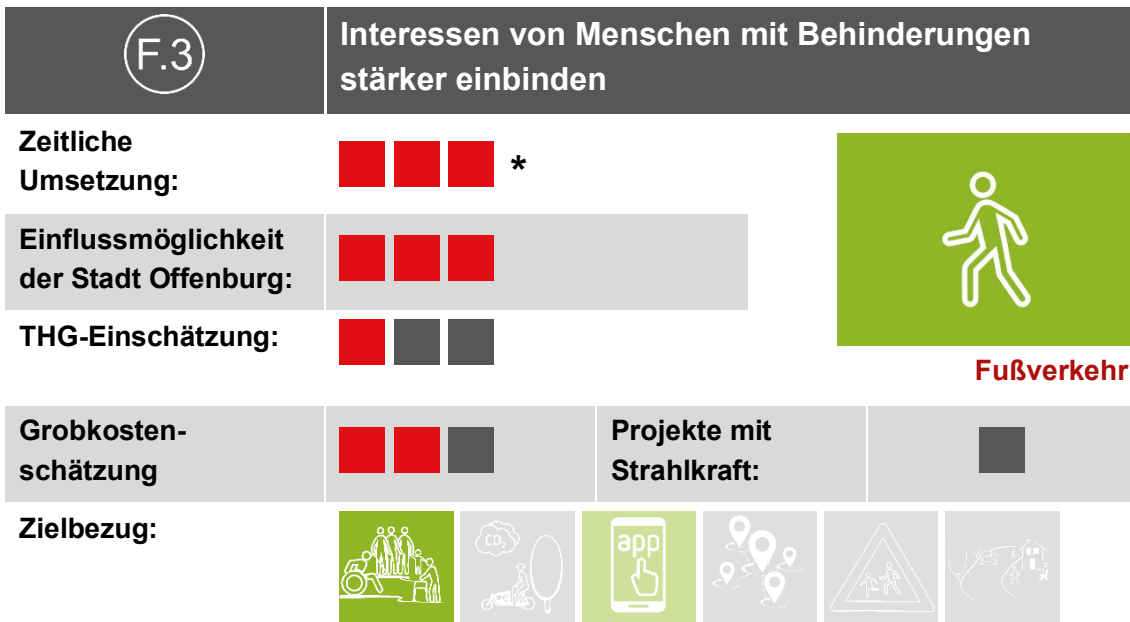 F.3
Interessen von Menschen mit Behinderungen
stärker einbinden
Zeitliche
Umsetzung:
*
Einflussmöglichkeit
der Stadt Offenburg:
THG-Einschätzung:
Fußverkehr
Grobkosten-
schätzung
Projekte mit
Strahlkraft:
Zielbezug:
CO₂
app